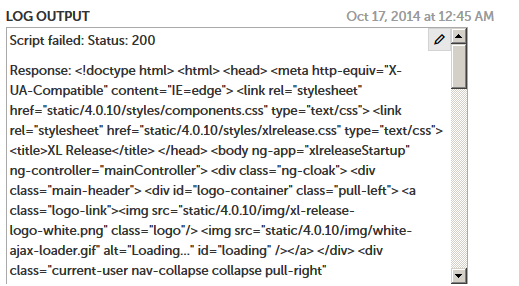 LOG OUTPUT Oct 17, 2014 at 12:45 AM
Script failed: Status: 200
Response: <!doctype html> <html> <head> <meta http-equiv="X-
UA-Compatible" content="IE=edge"> <link rel="stylesheet"
href="static/4.0.10/styles/components.css" type="text/css"> <link
rel="stylesheet" href="static/4.0.10/styles/xlrelease.css" type="text/css">
<title>XL Release</title> </head> <body ng-app="xlreleaseStartup"
ng-controller="mainController"> <div class="ng-cloak"> <div
class="main-header"> <div id="logo-container" class="pull-left"> <a
class="logo-link"><img src="static/4.0.10/img/xl-release-
logo-white.png" class="logo"/> <img src="static/4.0.10/img/white-
ajax-loader.gif" alt="Loading..." id="loading" /></a> </div> <div
class="current-user nav-collapse collapse pull-right"